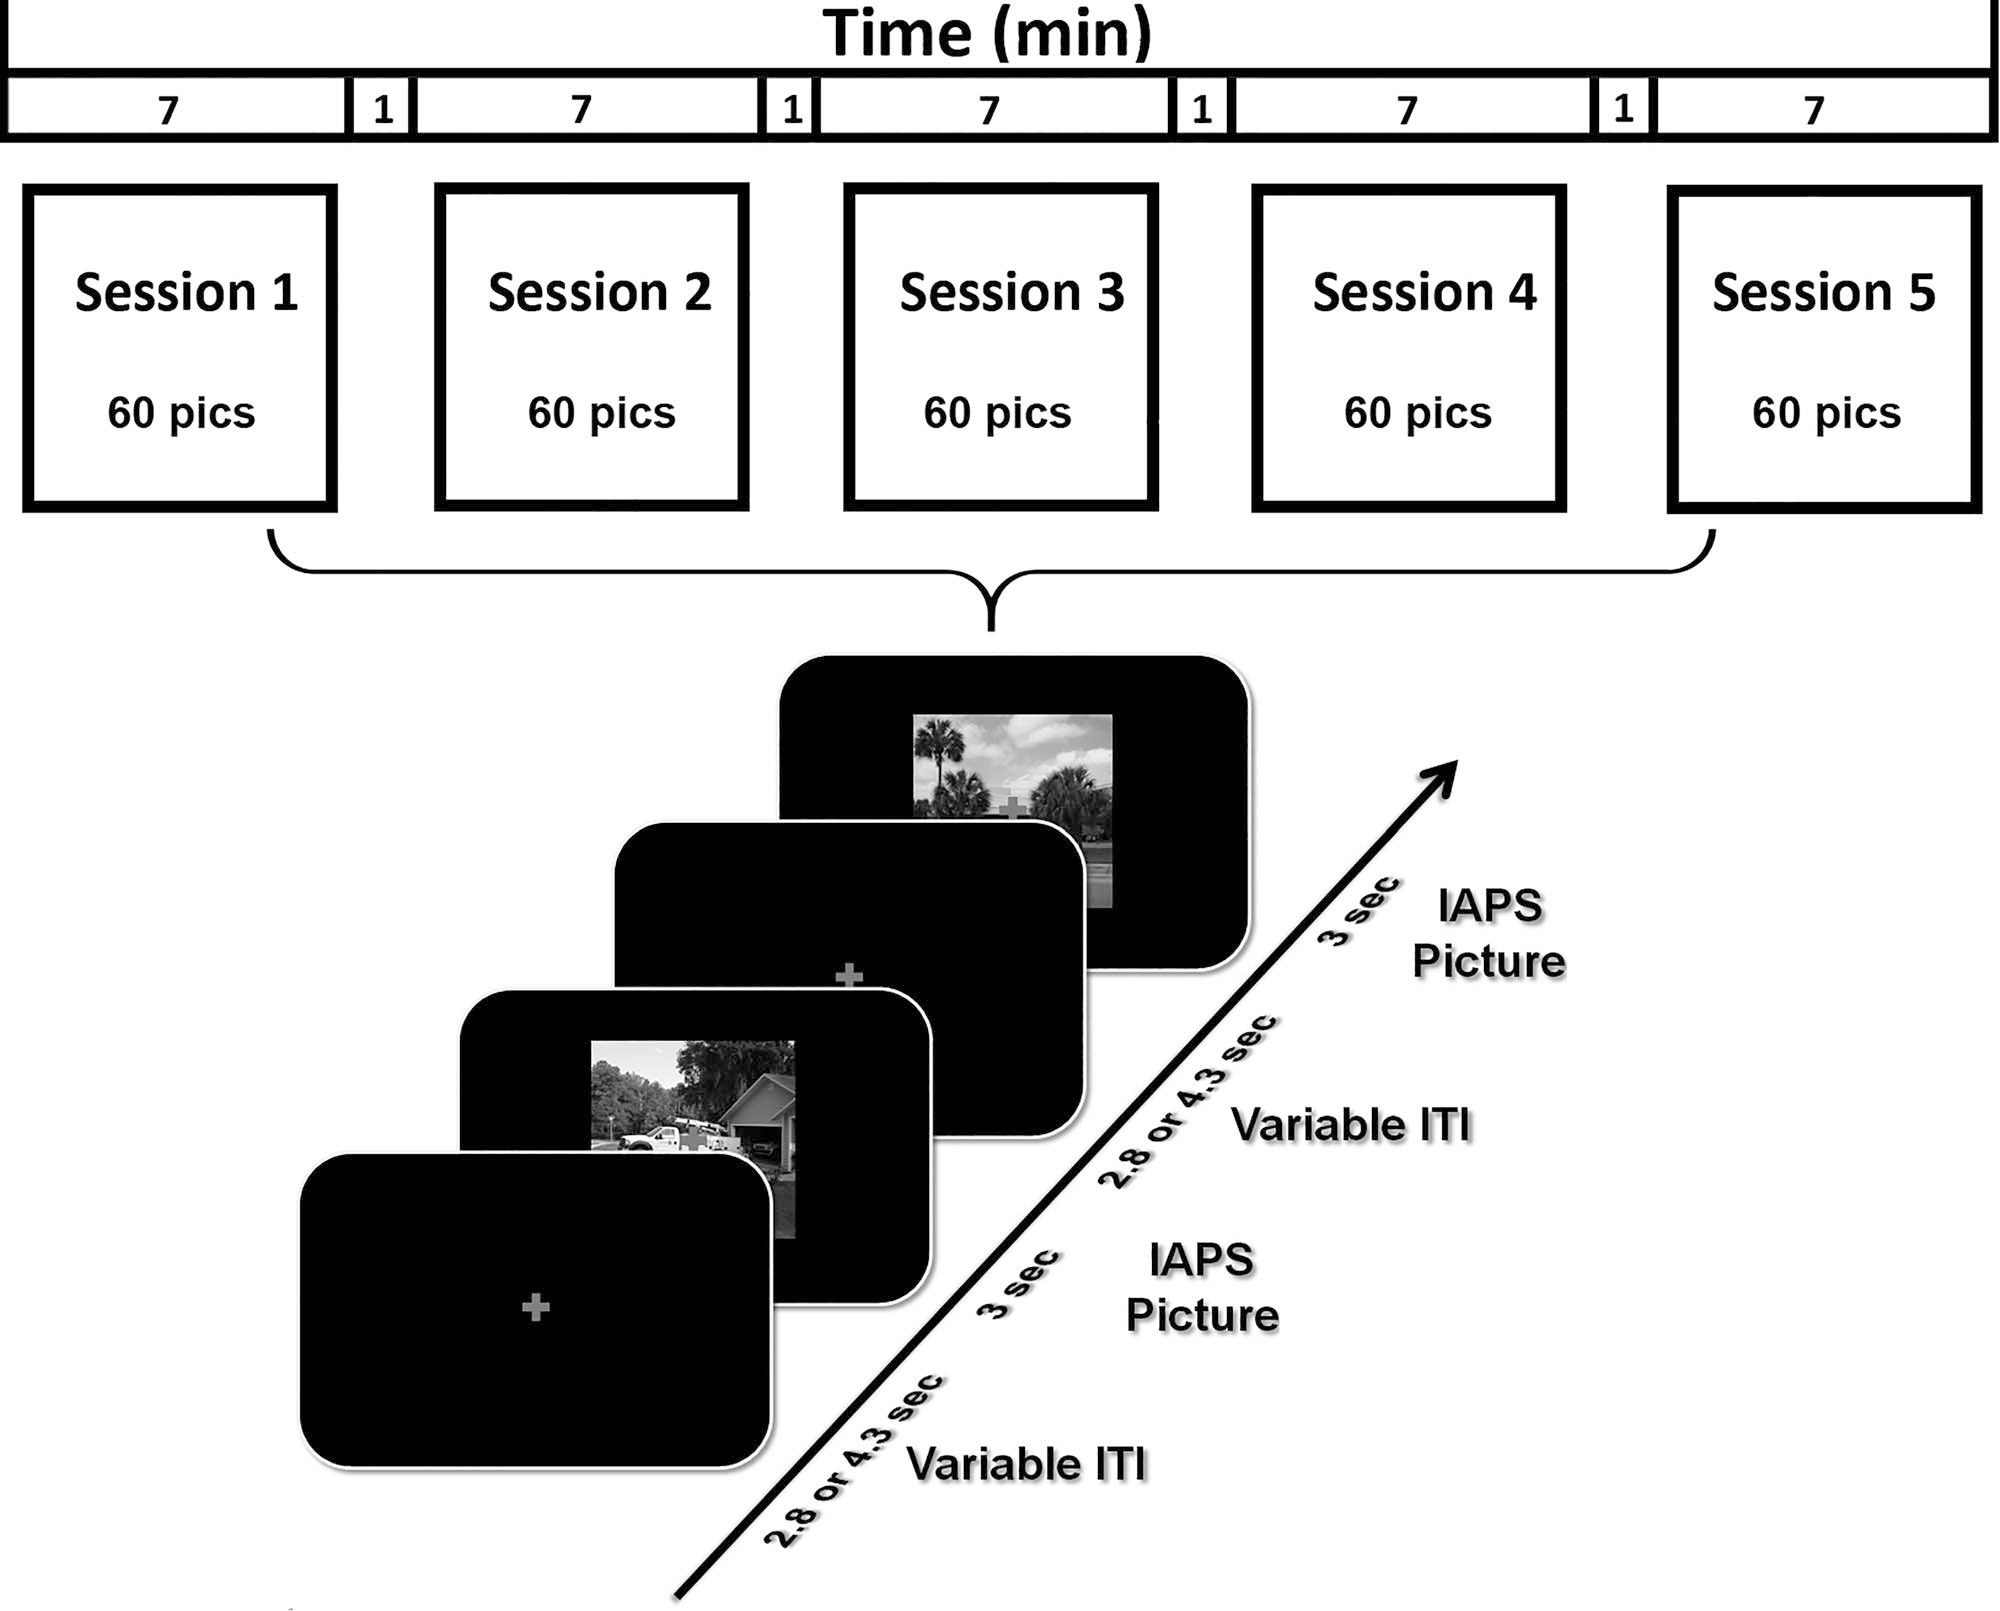 Time (min)
7 1 7 1 7 1 7 1 7
Session 1
60 pics
Session 2
60 pics
Session 3
60 pics
Session 4
60 pics
Session 5
60 pics
3 sec
IAPS
Picture
2.8 or 4.3 sec
Variable ITI
3 sec
IAPS
Picture
2.8 or 4.3 sec
Variable ITI